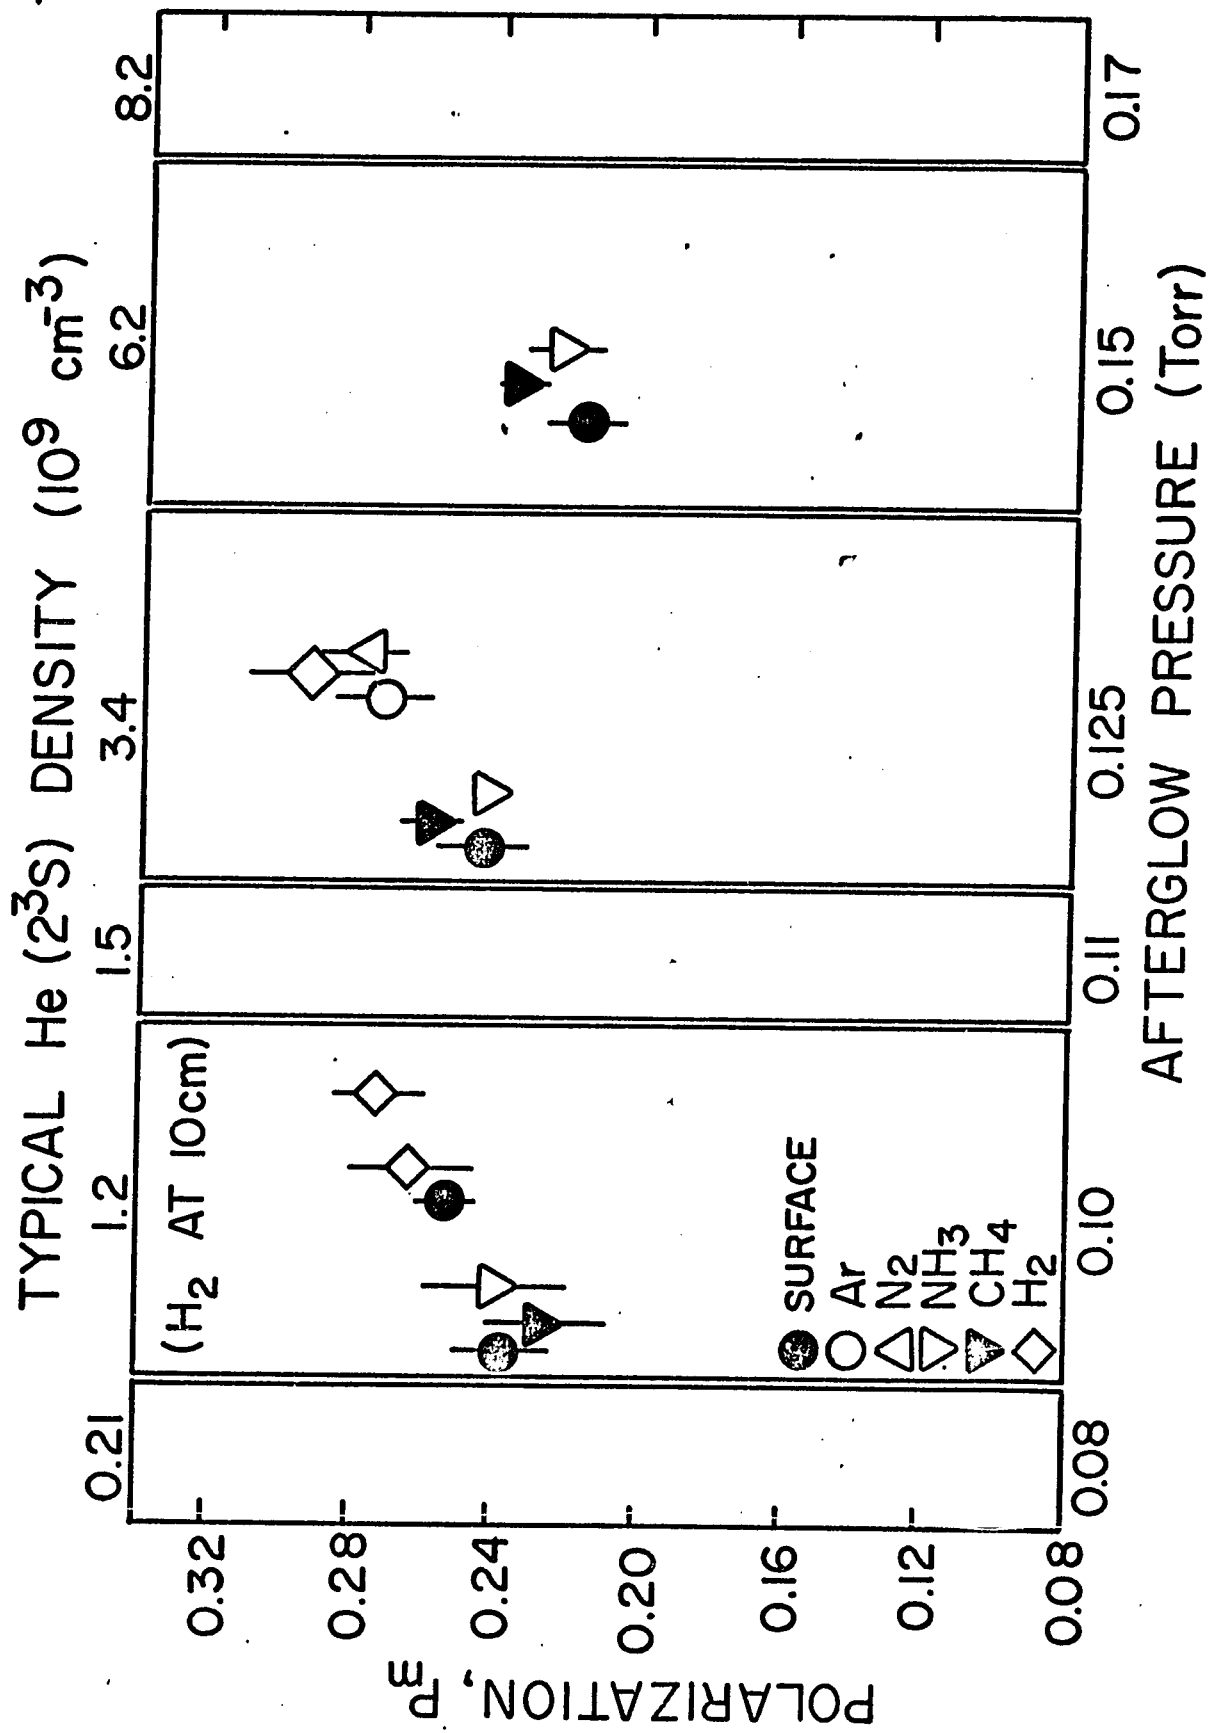 TYPICAL He (2³S) DENSITY (10⁹ cm⁻³)
0.21 1.2 1.5 3.4 6.2 8.2
(H₂ AT 10cm)
0.32
0.28
0.24
0.20
0.16
0.12
0.08
POLARIZATION, Pₘ
SURFACE
Ar
N₂
NH₃
CH₄
H₂
0.08 0.10 0.11 0.125 0.15 0.17
AFTERGLOW PRESSURE (Torr)